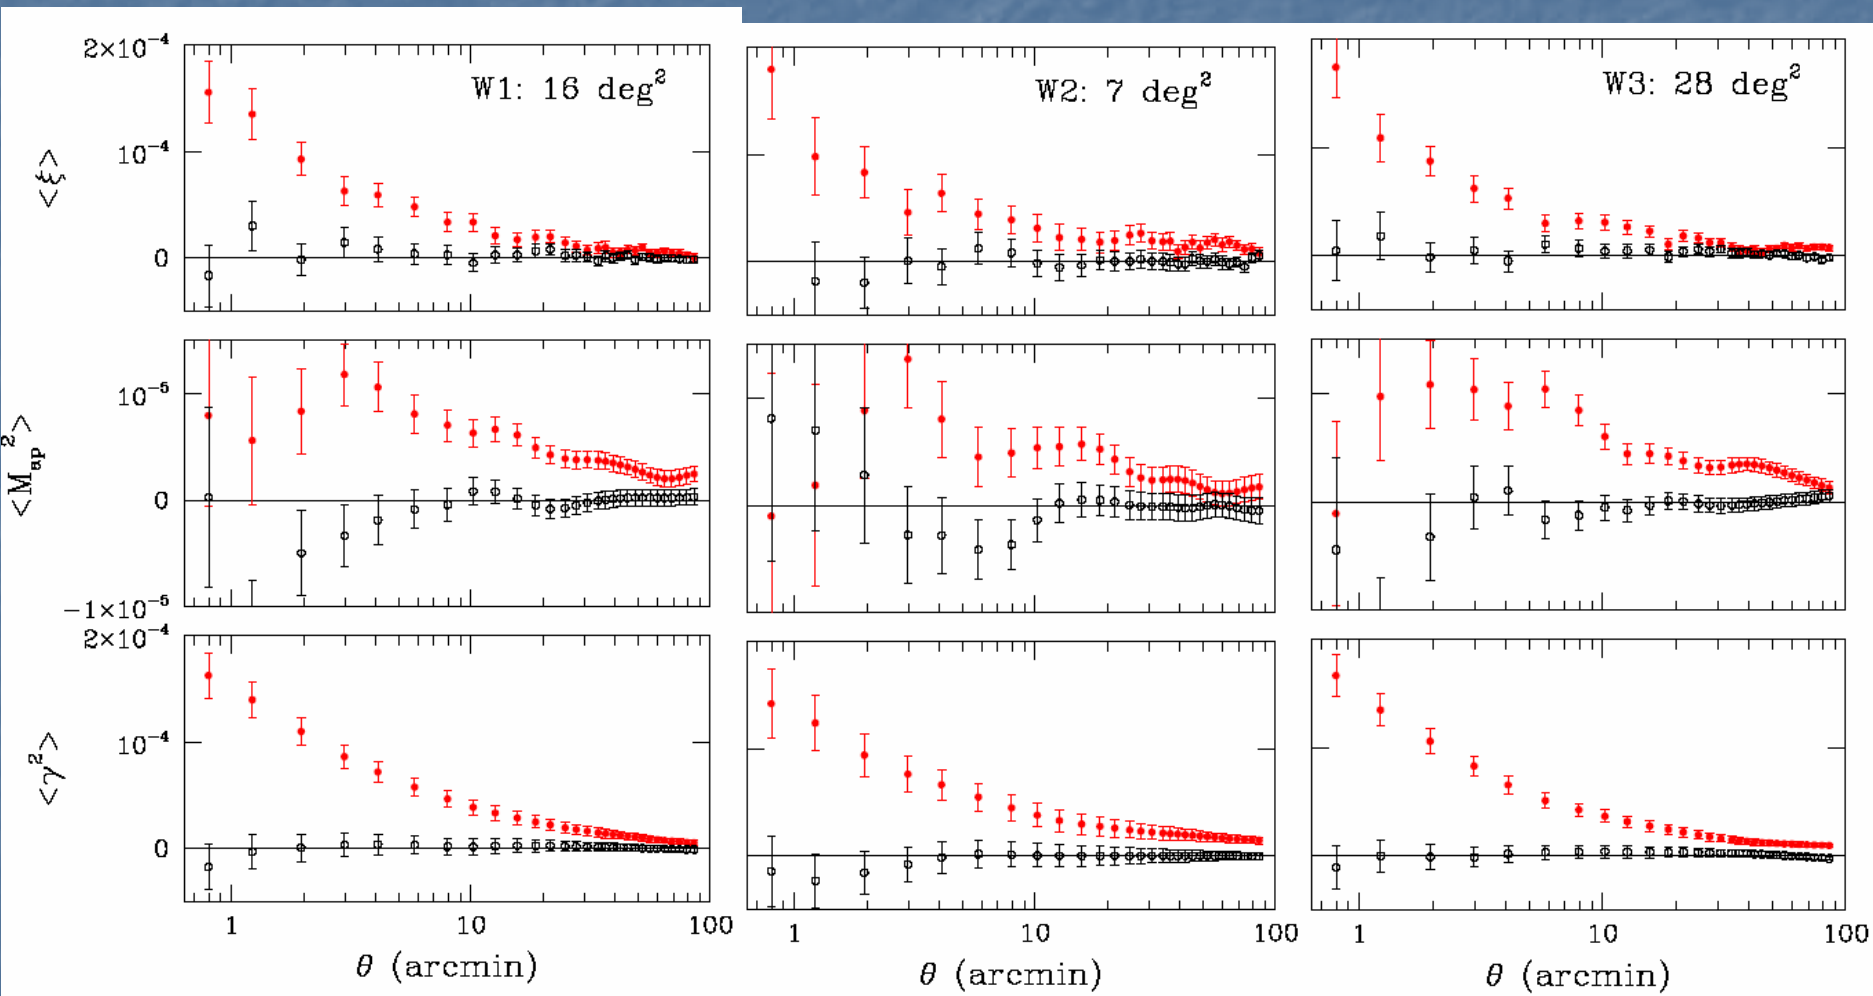 2×10⁻⁴
W1: 16 deg²
W2: 7 deg²
W3: 28 deg²
10⁻⁴
<ξ>
0
10⁻⁵
<M_ap²>
0
−1×10⁻⁵
2×10⁻⁴
10⁻⁴
<γ²>
0
1 10 100
1 10 100
1 10 100
θ (arcmin)
θ (arcmin)
θ (arcmin)